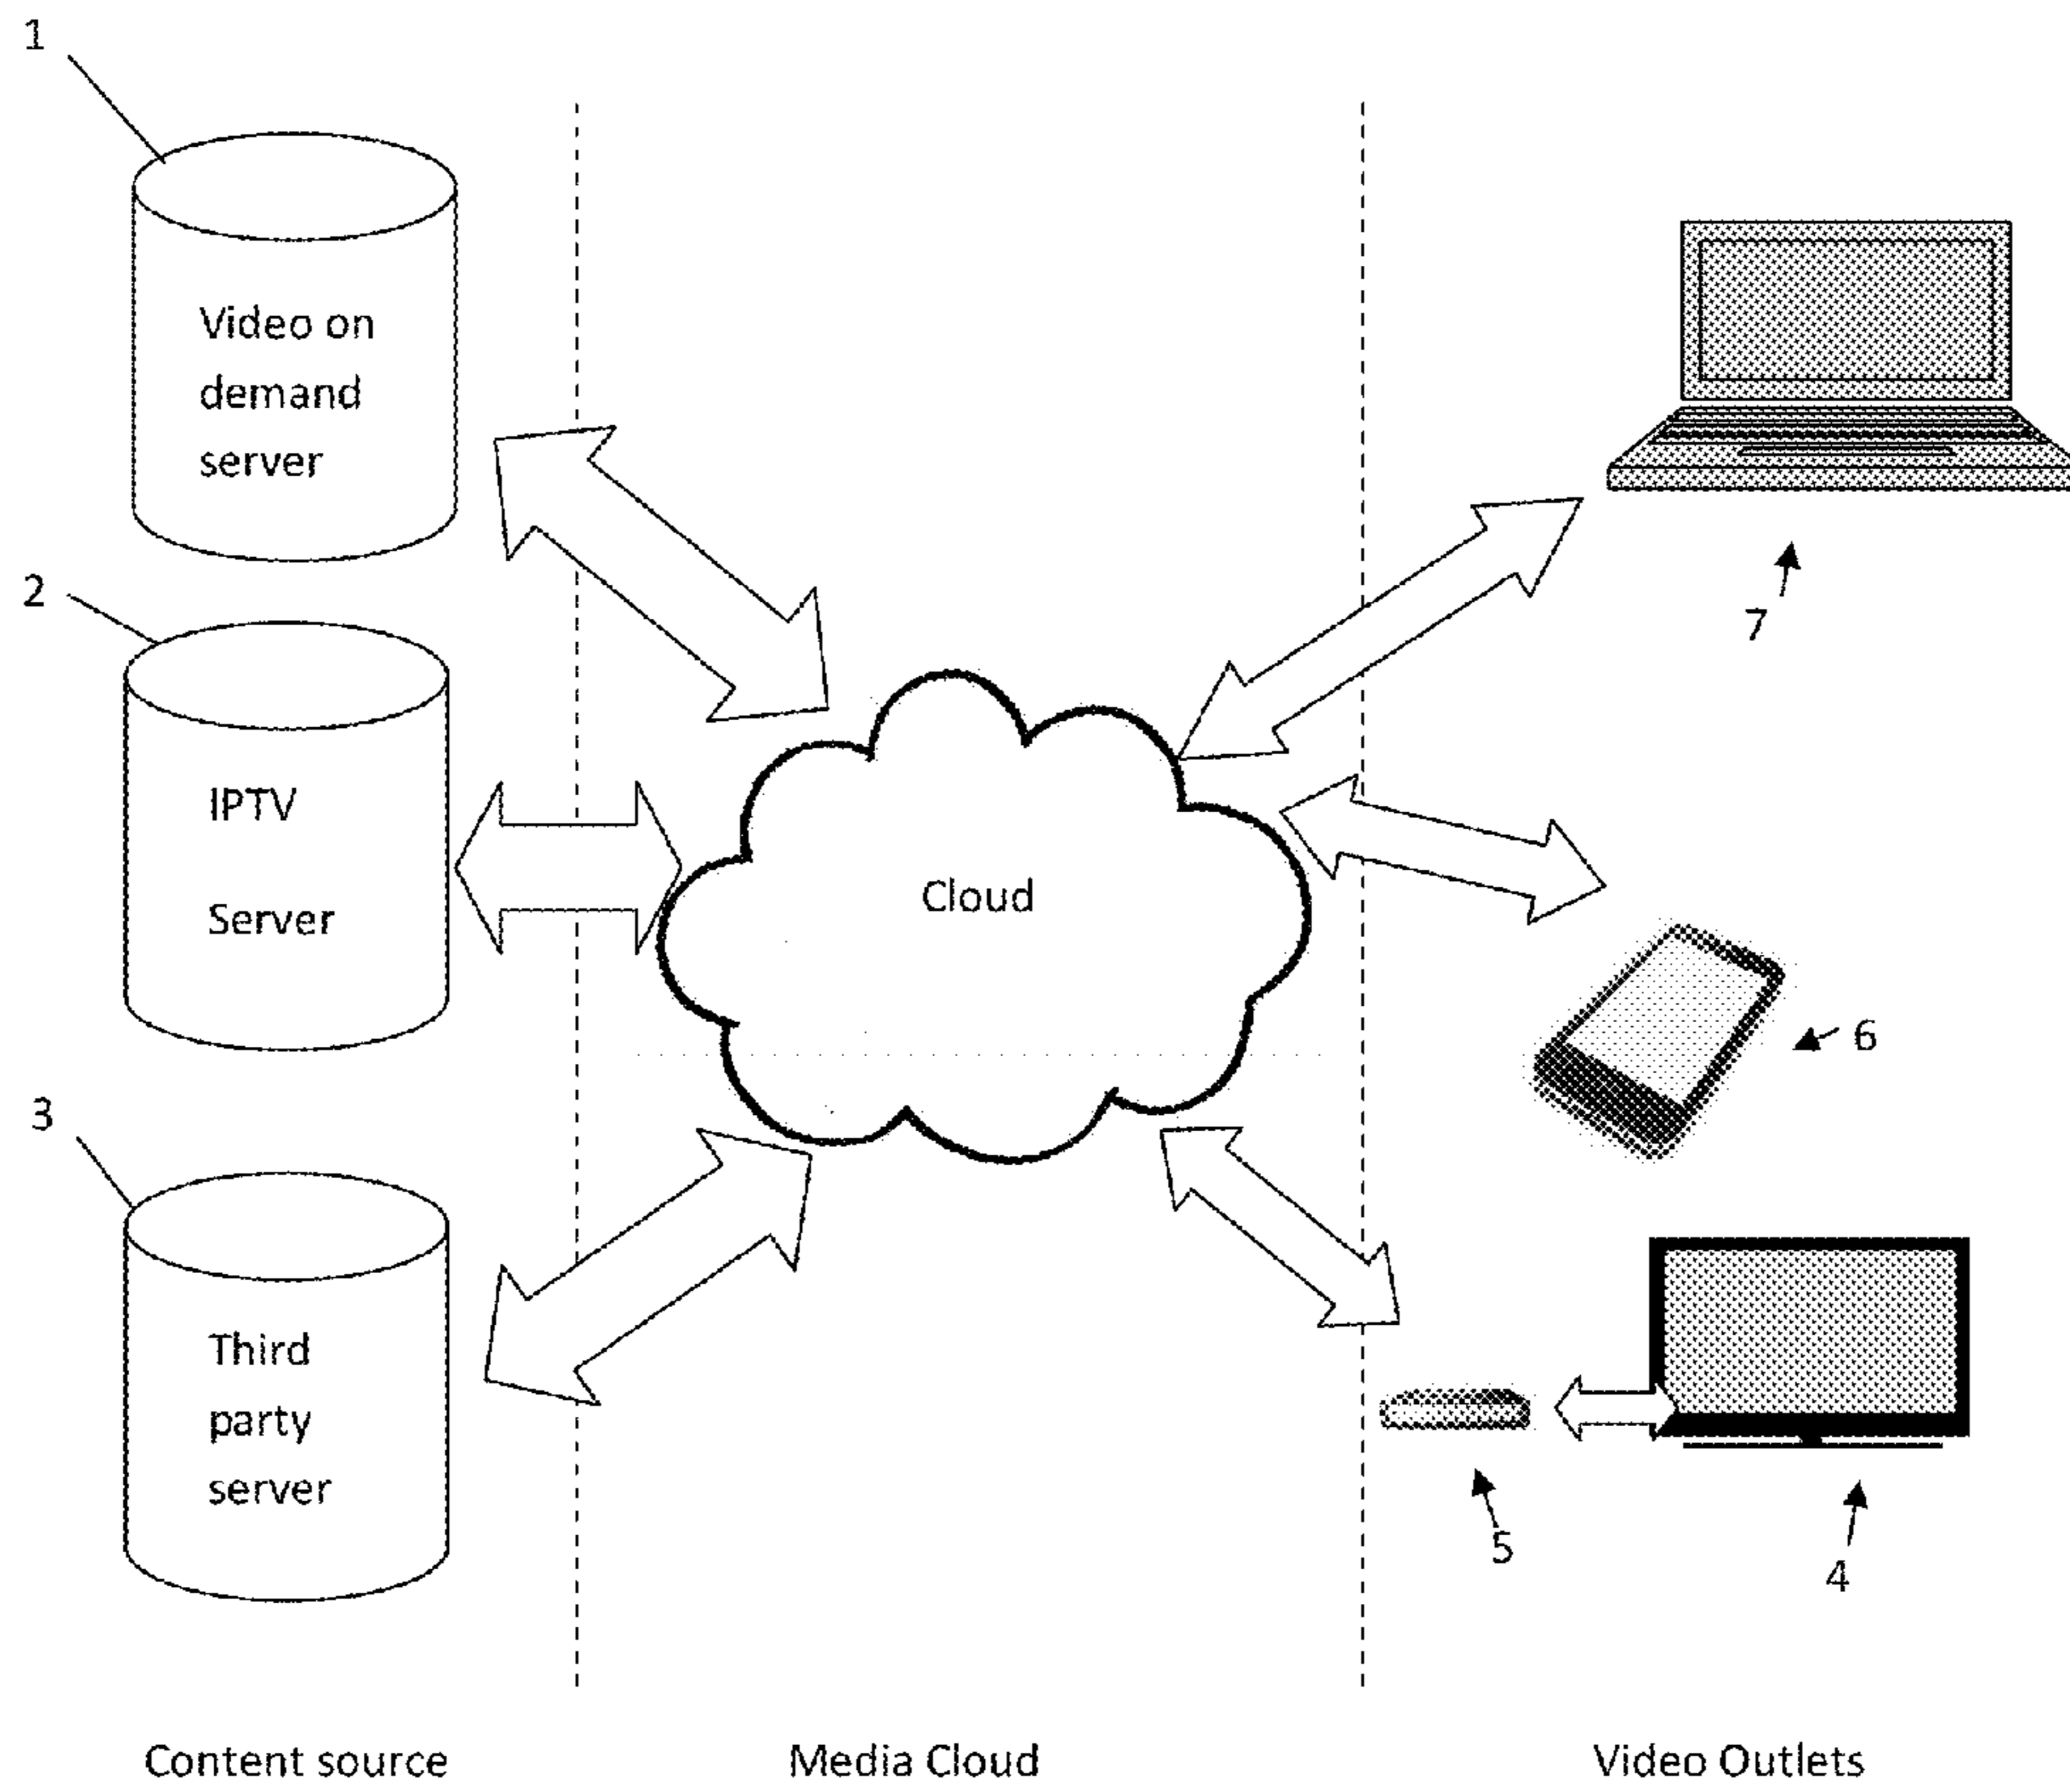 1
Video on
demand
server
2
IPTV
Server
3
Third
party
server
Cloud
7
6
5
4
Content source
Media Cloud
Video Outlets